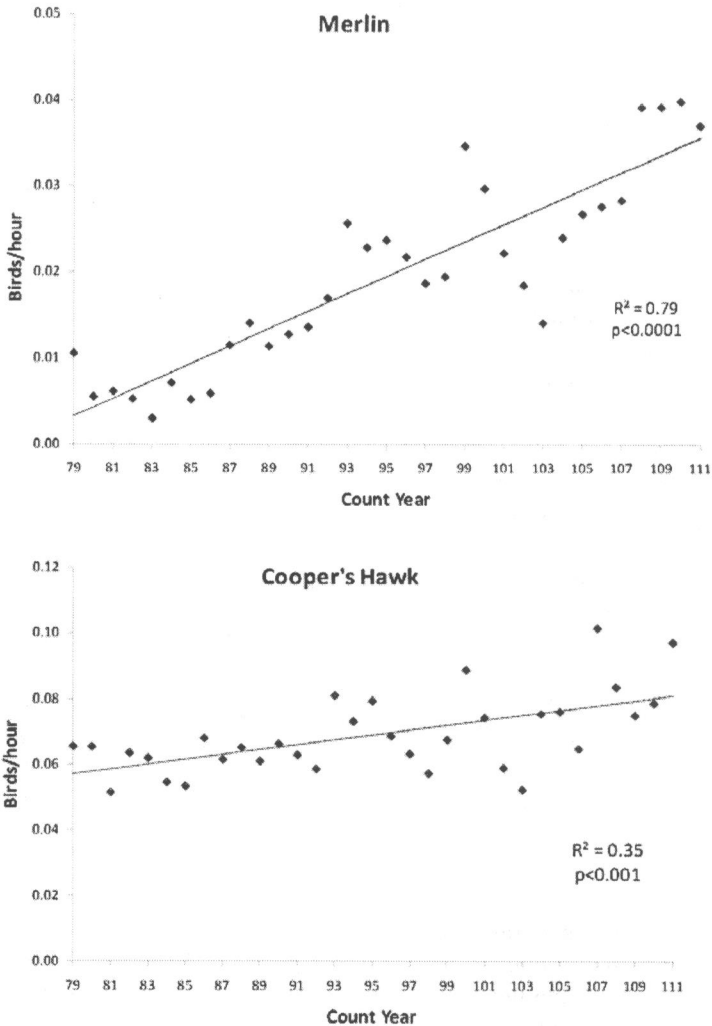 Merlin
0.05
0.04
0.03
0.02
0.01
0.00
Birds/hour
R² = 0.79
p<0.0001
79 81 83 85 87 89 91 93 95 97 99 101 103 105 107 109 111
Count Year
Cooper's Hawk
0.12
0.10
0.08
0.06
0.04
0.02
0.00
Birds/hour
R² = 0.35
p<0.001
79 81 83 85 87 89 91 93 95 97 99 101 103 105 107 109 111
Count Year